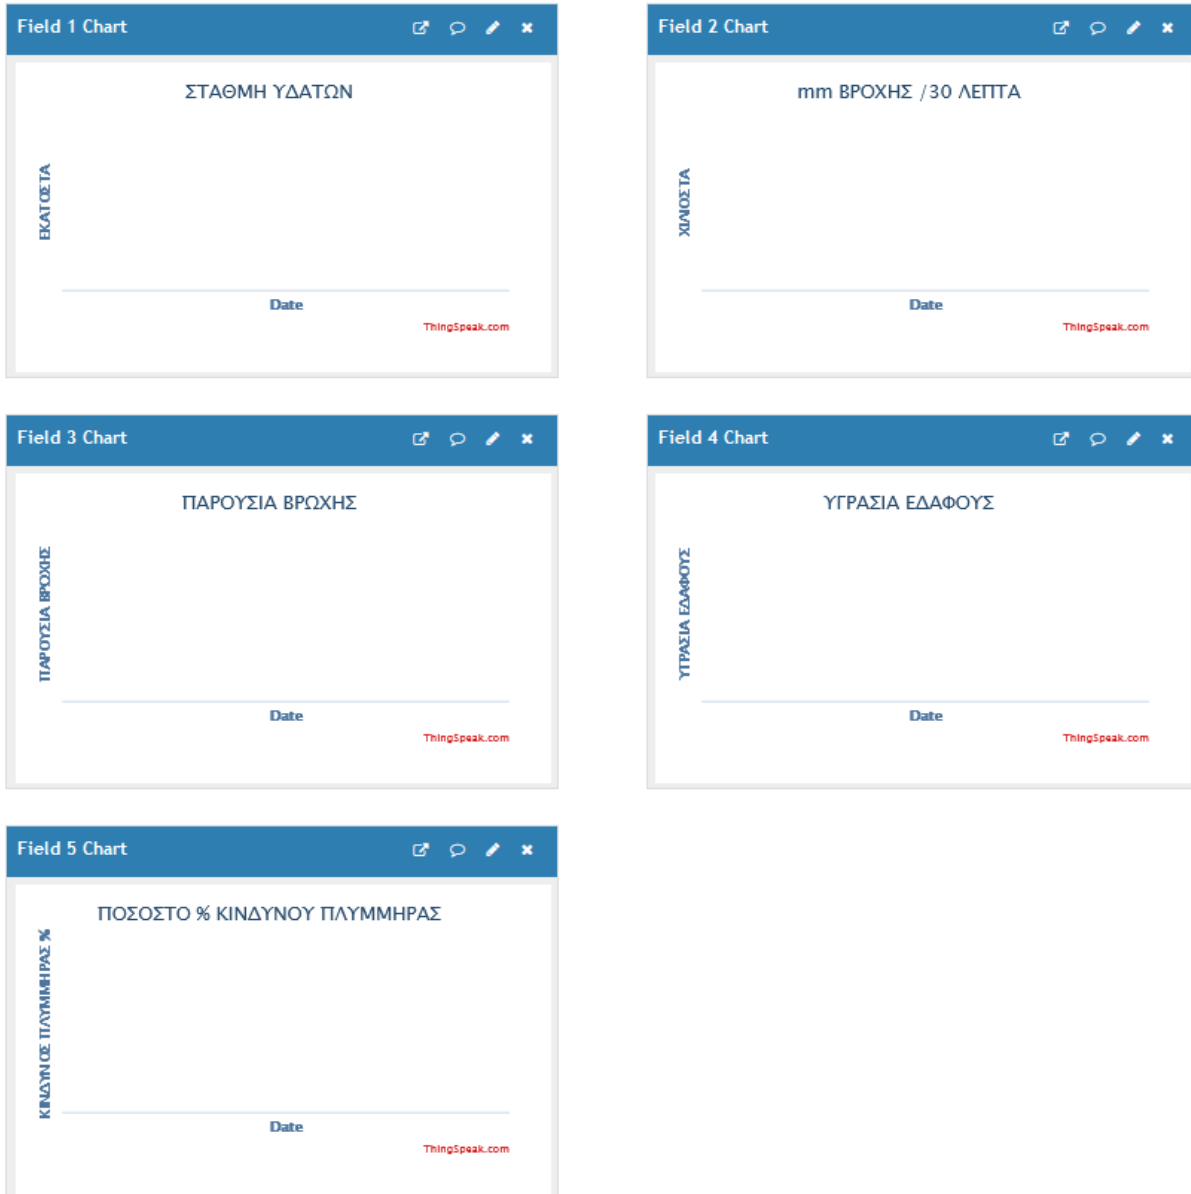 Field 1 Chart
ΣΤΑΘΜΗ ΥΔΑΤΩΝ
ΕΚΑΤΟΣΤΑ
Date
ThingSpeak.com
Field 2 Chart
mm ΒΡΟΧΗΣ /30 ΛΕΠΤΑ
ΧΙΛΙΟΣΤΑ
Date
ThingSpeak.com
Field 3 Chart
ΠΑΡΟΥΣΙΑ ΒΡΩΧΗΣ
ΠΑΡΟΥΣΙΑ ΒΡΟΧΗΣ
Date
ThingSpeak.com
Field 4 Chart
ΥΓΡΑΣΙΑ ΕΔΑΦΟΥΣ
ΥΓΡΑΣΙΑ ΕΔΑΦΟΥΣ
Date
ThingSpeak.com
Field 5 Chart
ΠΟΣΟΣΤΟ % ΚΙΝΔΥΝΟΥ ΠΛΥΜΜΗΡΑΣ
ΚΙΝΔΥΝΟΣ ΠΛΥΜΜΗΡΑΣ %
Date
ThingSpeak.com